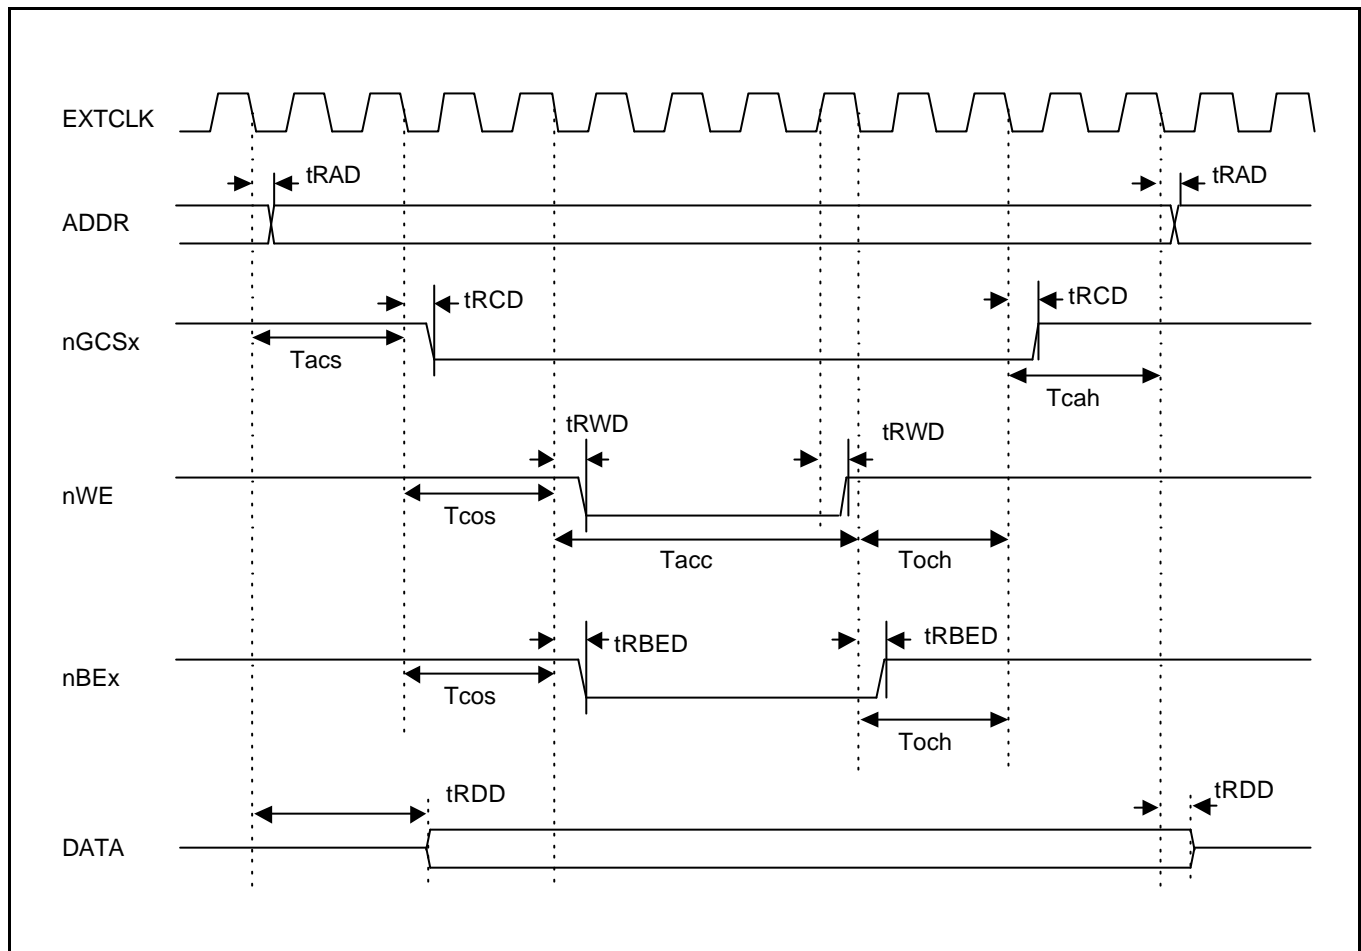 EXTCLK
tRAD
tRAD
ADDR
tRCD
tRCD
nGCSx
Tacs
Tcah
tRWD
tRWD
nWE
Tcos
Tacc
Toch
tRBED
tRBED
nBEx
Tcos
Toch
tRDD
tRDD
DATA